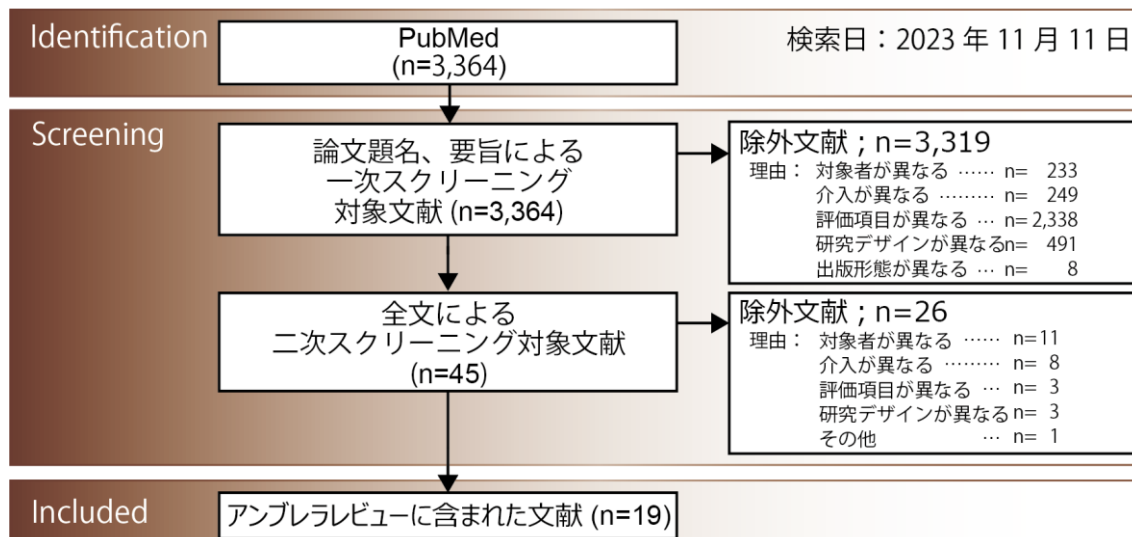 Identification
PubMed
(n=3,364)
検索日：2023 年 11 月 11 日
Screening
論文題名、要旨による
一次スクリーニング
対象文献 (n=3,364)
除外文献 ; n=3,319
理由： 対象者が異なる …… n= 233
介入が異なる ……… n= 249
評価項目が異なる … n=2,338
研究デザインが異なる n= 491
出版形態が異なる … n= 8
全文による
二次スクリーニング対象文献
(n=45)
除外文献 ; n=26
理由： 対象者が異なる …… n=11
介入が異なる ……… n= 8
評価項目が異なる … n= 3
研究デザインが異なる n= 3
その他 … n= 1
Included
アンブレラレビューに含まれた文献 (n=19)